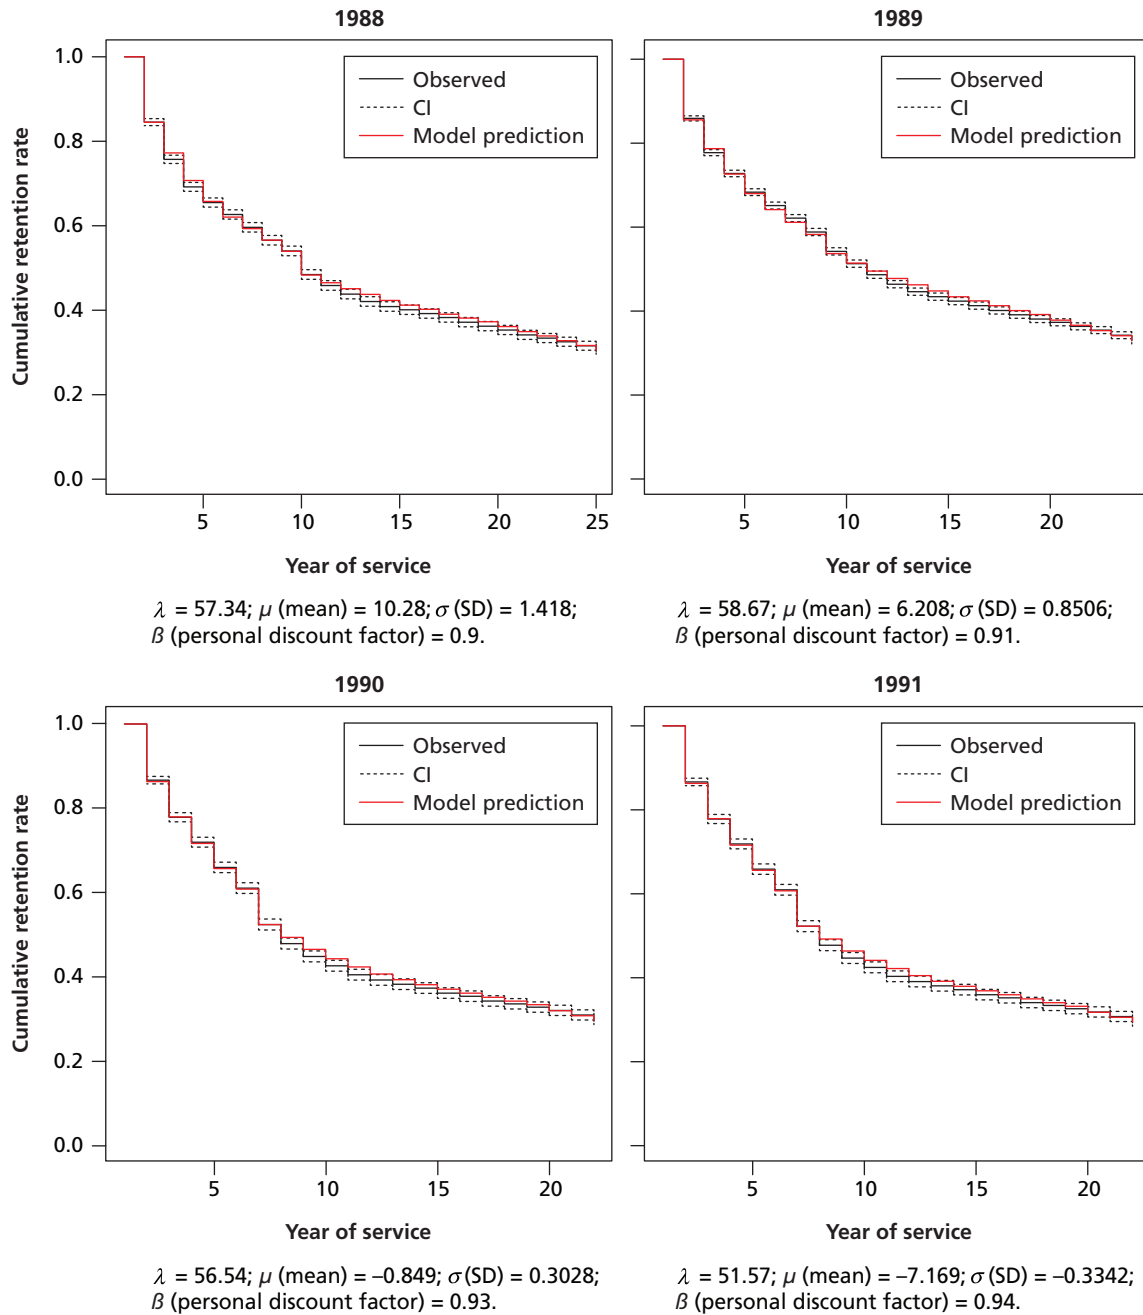 1988
1989
Cumulative retention rate
1.0
0.8
0.6
0.4
0.2
0.0
Observed
CI
Model prediction
Observed
CI
Model prediction
5 10 15 20 25
5 10 15 20
Year of service
Year of service
λ = 57.34; μ (mean) = 10.28; σ (SD) = 1.418;
ß (personal discount factor) = 0.9.
λ = 58.67; μ (mean) = 6.208; σ (SD) = 0.8506;
ß (personal discount factor) = 0.91.
1990
1991
Cumulative retention rate
1.0
0.8
0.6
0.4
0.2
0.0
Observed
CI
Model prediction
Observed
CI
Model prediction
5 10 15 20
5 10 15 20
Year of service
Year of service
λ = 56.54; μ (mean) = –0.849; σ (SD) = 0.3028;
ß (personal discount factor) = 0.93.
λ = 51.57; μ (mean) = –7.169; σ (SD) = –0.3342;
ß (personal discount factor) = 0.94.